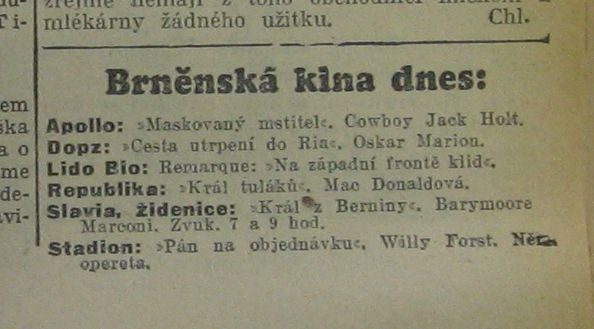 mlékárny žádného užitku. Chl.
Brněnská kina dnes:
Apollo: »Maskovaný mstitel«. Cowboy Jack Holt.
Dopz: »Cesta utrpení do Ria«. Oskar Marion.
Lido Bio: Remarque: »Na západní frontě klid«.
Republika: »Král tuláků«. Mac Donaldová.
Slavia, Židenice: »Král z Berniny«. Barymoore
Marconi. Zvuk. 7 a 9 hod.
Stadion: »Pán na objednávku«. Willy Forst. Něm.
opereta.